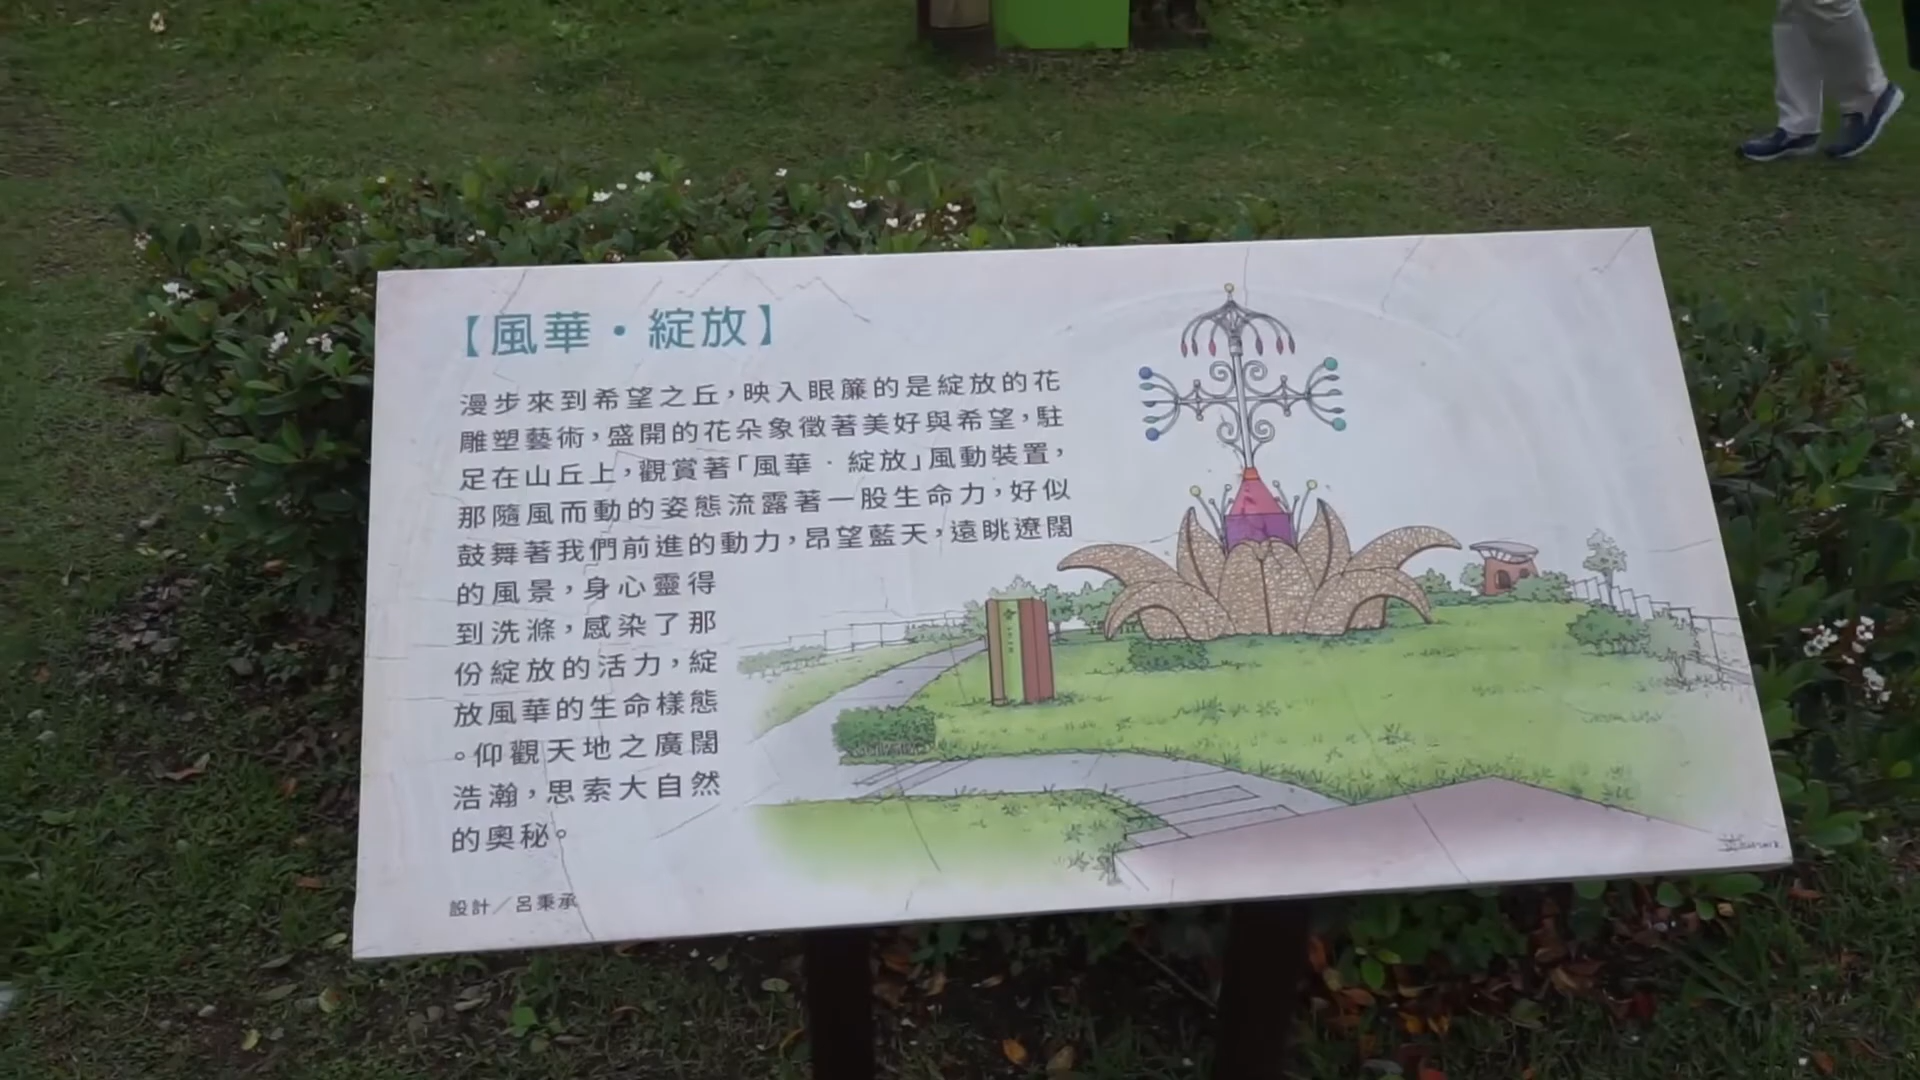 【風華・綻放】
漫步來到希望之丘，映入眼簾的是綻放的花
雕塑藝術，盛開的花朵象徵著美好與希望，駐
足在山丘上，觀賞著「風華・綻放」風動裝置，
那隨風而動的姿態流露著一股生命力，好似
鼓舞著我們前進的動力，昂望藍天，遠眺遼闊
的風景，身心靈得
到洗滌，感染了那
份綻放的活力，綻
放風華的生命樣態
。仰觀天地之廣闊
浩瀚，思索大自然
的奧秘。
設計／呂秉承